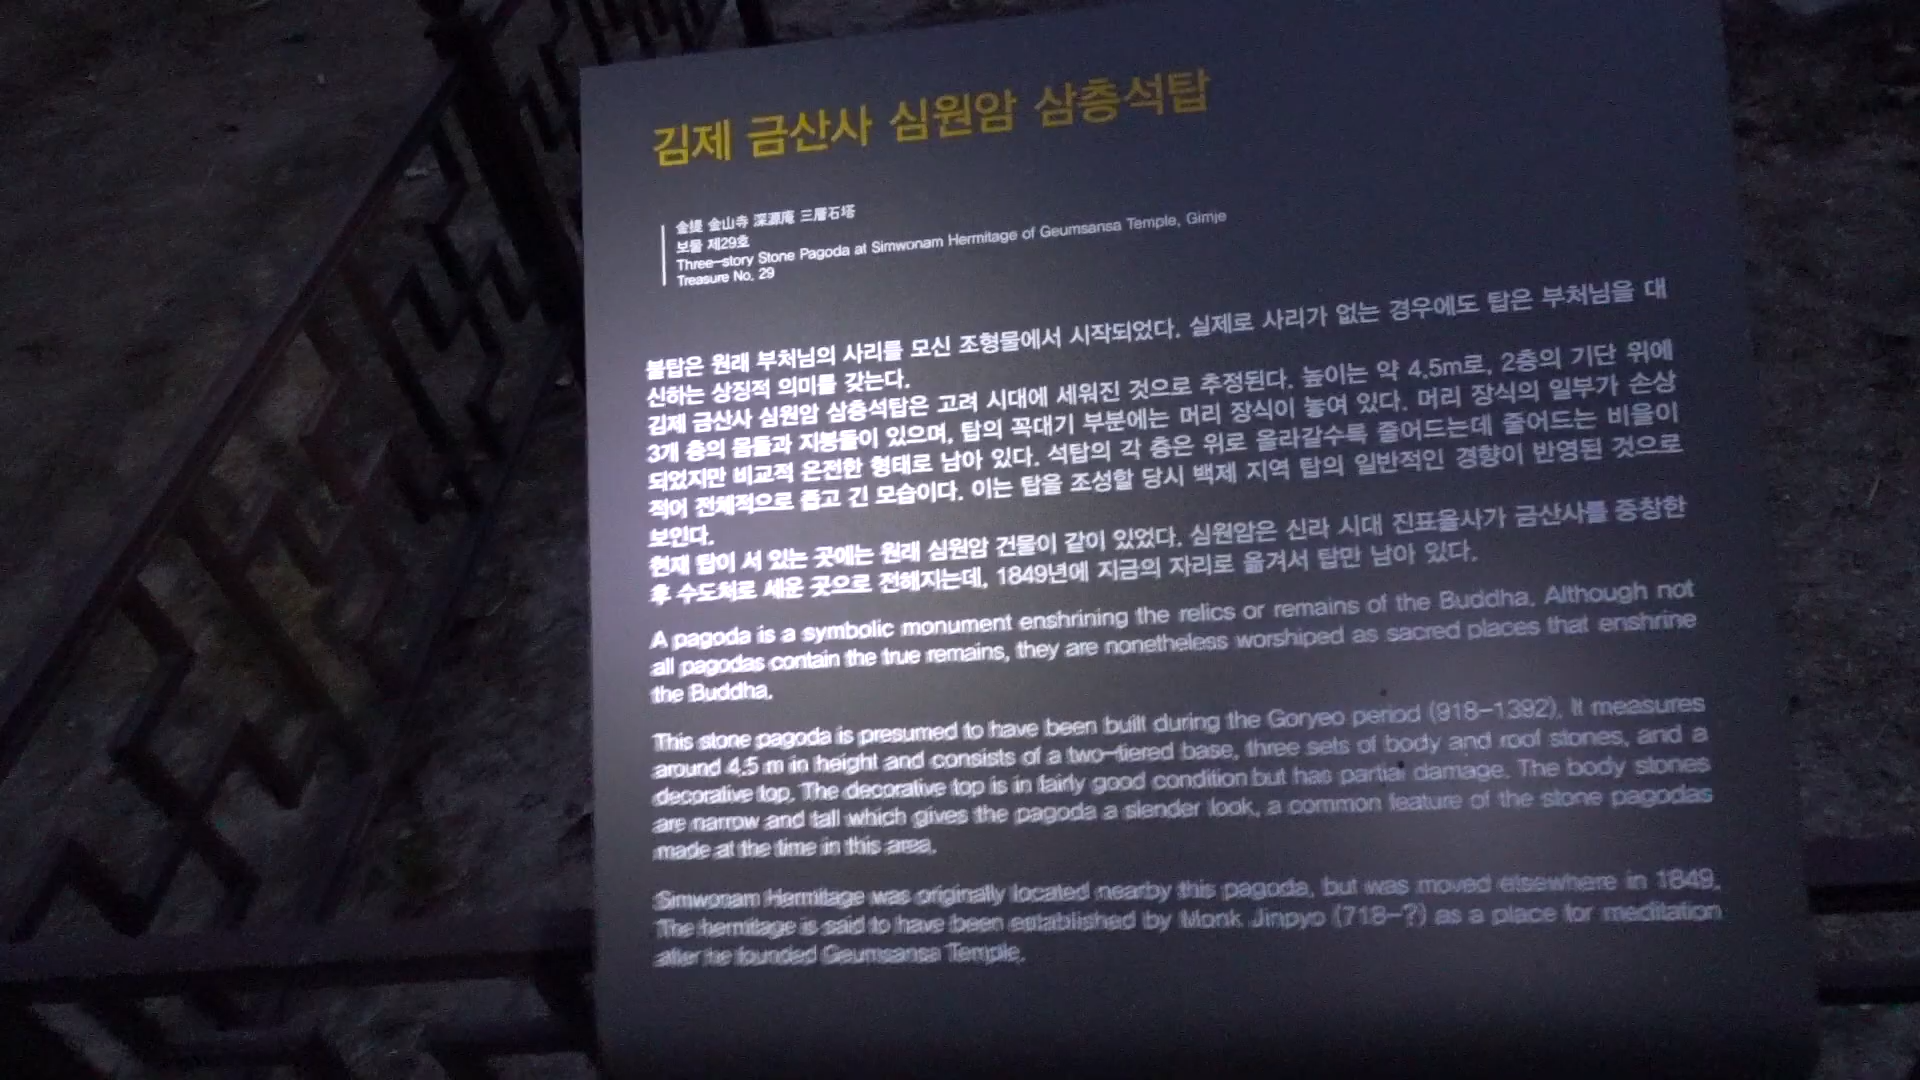 김제 금산사 심원암 삼층석탑
金提 金山寺 深源庵 三層石塔
보물 제29호
Three-story Stone Pagoda at Simwonam Hermitage of Geumsansa Temple, Gimje
Treasure No. 29
불탑은 원래 부처님의 사리를 모신 조형물에서 시작되었다. 실제로 사리가 없는 경우에도 탑은 부처님을 대
신하는 상징적 의미를 갖는다.
김제 금산사 심원암 삼층석탑은 고려 시대에 세워진 것으로 추정된다. 높이는 약 4.5m로, 2층의 기단 위에
3개 층의 몸돌과 지붕돌이 있으며, 탑의 꼭대기 부분에는 머리 장식이 놓여 있다. 머리 장식의 일부가 손상
되었지만 비교적 온전한 형태로 남아 있다. 석탑의 각 층은 위로 올라갈수록 줄어드는데 줄어드는 비율이
적어 전체적으로 좁고 긴 모습이다. 이는 탑을 조성할 당시 백제 지역 탑의 일반적인 경향이 반영된 것으로
보인다.
현재 탑이 서 있는 곳에는 원래 심원암 건물이 같이 있었다. 심원암은 신라 시대 진표율사가 금산사를 중창한
후 수도처로 세운 곳으로 전해지는데, 1849년에 지금의 자리로 옮겨서 탑만 남아 있다.
A pagoda is a symbolic monument enshrining the relics or remains of the Buddha. Although not
all pagodas contain the true remains, they are nonetheless worshiped as sacred places that enshrine
the Buddha.
This stone pagoda is presumed to have been built during the Goryeo period (918-1392). It measures
around 4.5 m in height and consists of a two-tiered base, three sets of body and roof stones, and a
decorative top. The decorative top is in fairly good condition but has partial damage. The body stones
are narrow and tall which gives the pagoda a slender look, a common feature of the stone pagodas
made at the time in this area.
Simwonam Hermitage was originally located nearby this pagoda, but was moved elsewhere in 1849.
The hermitage is said to have been established by Monk Jinpyo (718-?) as a place for meditation
after he founded Geumsansa Temple.